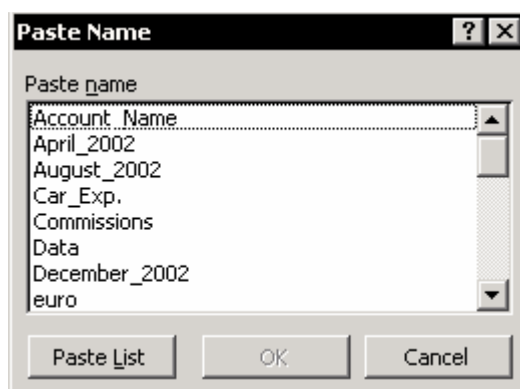 Paste Name
Paste name
Account_Name
April_2002
August_2002
Car_Exp.
Commissions
Data
December_2002
euro
Paste List OK Cancel